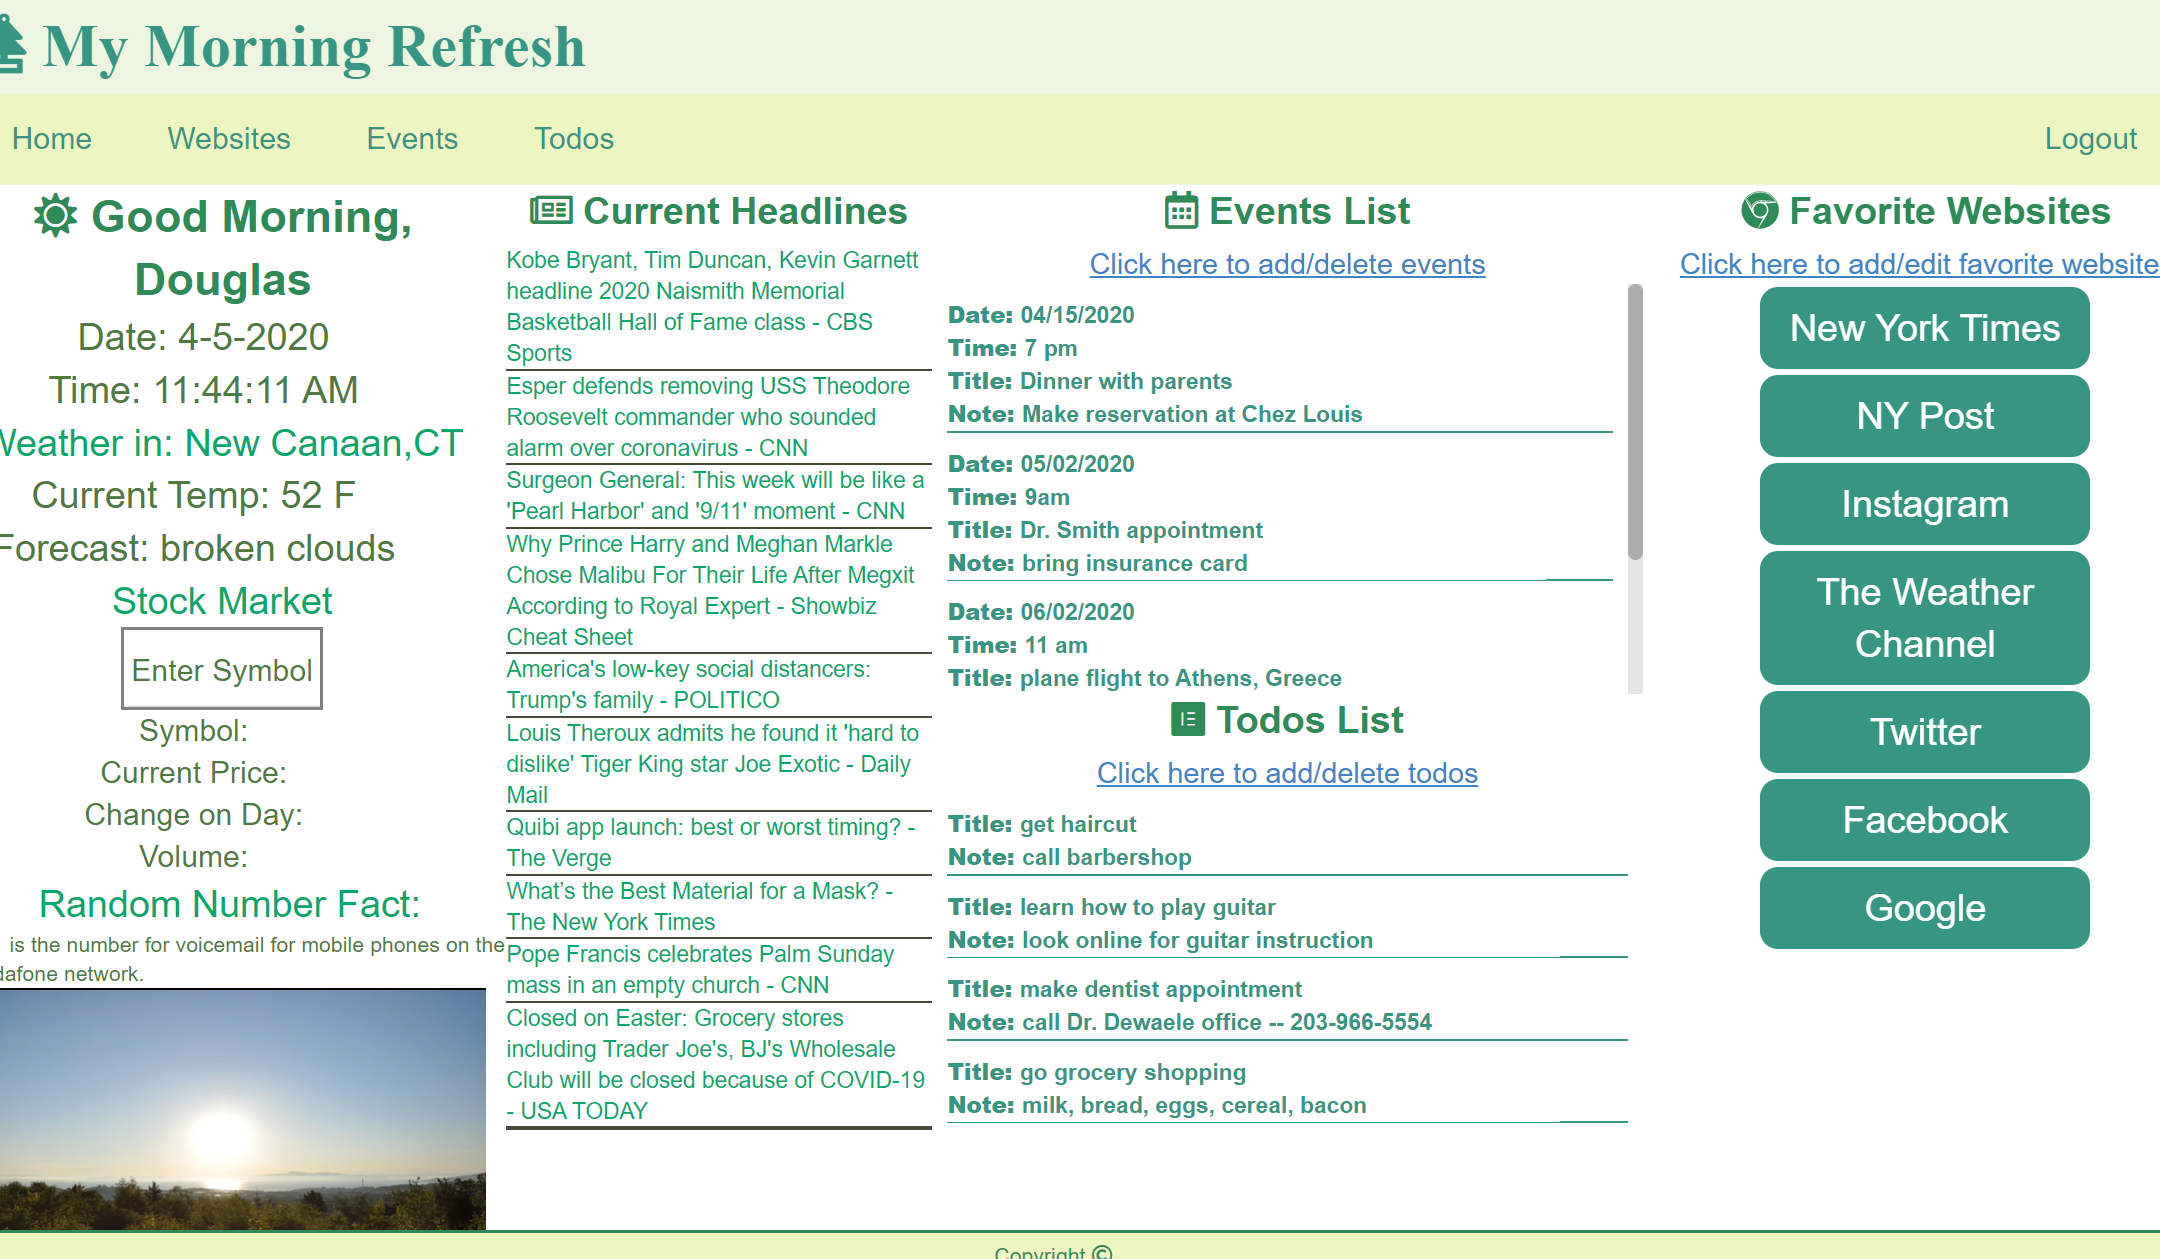 My Morning Refresh
Home Websites Events Todos Logout
Good Morning,
Douglas
Date: 4-5-2020
Time: 11:44:11 AM
Weather in: New Canaan,CT
Current Temp: 52 F
Forecast: broken clouds
Stock Market
Enter Symbol
Symbol:
Current Price:
Change on Day:
Volume:
Random Number Fact:
is the number for voicemail for mobile phones on the
dafone network.
Current Headlines
Kobe Bryant, Tim Duncan, Kevin Garnett
headline 2020 Naismith Memorial
Basketball Hall of Fame class - CBS
Sports
Esper defends removing USS Theodore
Roosevelt commander who sounded
alarm over coronavirus - CNN
Surgeon General: This week will be like a
'Pearl Harbor' and '9/11' moment - CNN
Why Prince Harry and Meghan Markle
Chose Malibu For Their Life After Megxit
According to Royal Expert - Showbiz
Cheat Sheet
America's low-key social distancers:
Trump's family - POLITICO
Louis Theroux admits he found it 'hard to
dislike' Tiger King star Joe Exotic - Daily
Mail
Quibi app launch: best or worst timing? -
The Verge
What’s the Best Material for a Mask? -
The New York Times
Pope Francis celebrates Palm Sunday
mass in an empty church - CNN
Closed on Easter: Grocery stores
including Trader Joe's, BJ's Wholesale
Club will be closed because of COVID-19
- USA TODAY
Events List
Click here to add/delete events
Date: 04/15/2020
Time: 7 pm
Title: Dinner with parents
Note: Make reservation at Chez Louis
Date: 05/02/2020
Time: 9am
Title: Dr. Smith appointment
Note: bring insurance card
Date: 06/02/2020
Time: 11 am
Title: plane flight to Athens, Greece
Todos List
Click here to add/delete todos
Title: get haircut
Note: call barbershop
Title: learn how to play guitar
Note: look online for guitar instruction
Title: make dentist appointment
Note: call Dr. Dewaele office -- 203-966-5554
Title: go grocery shopping
Note: milk, bread, eggs, cereal, bacon
Favorite Websites
Click here to add/edit favorite website
New York Times
NY Post
Instagram
The Weather
Channel
Twitter
Facebook
Google
Copyright ©